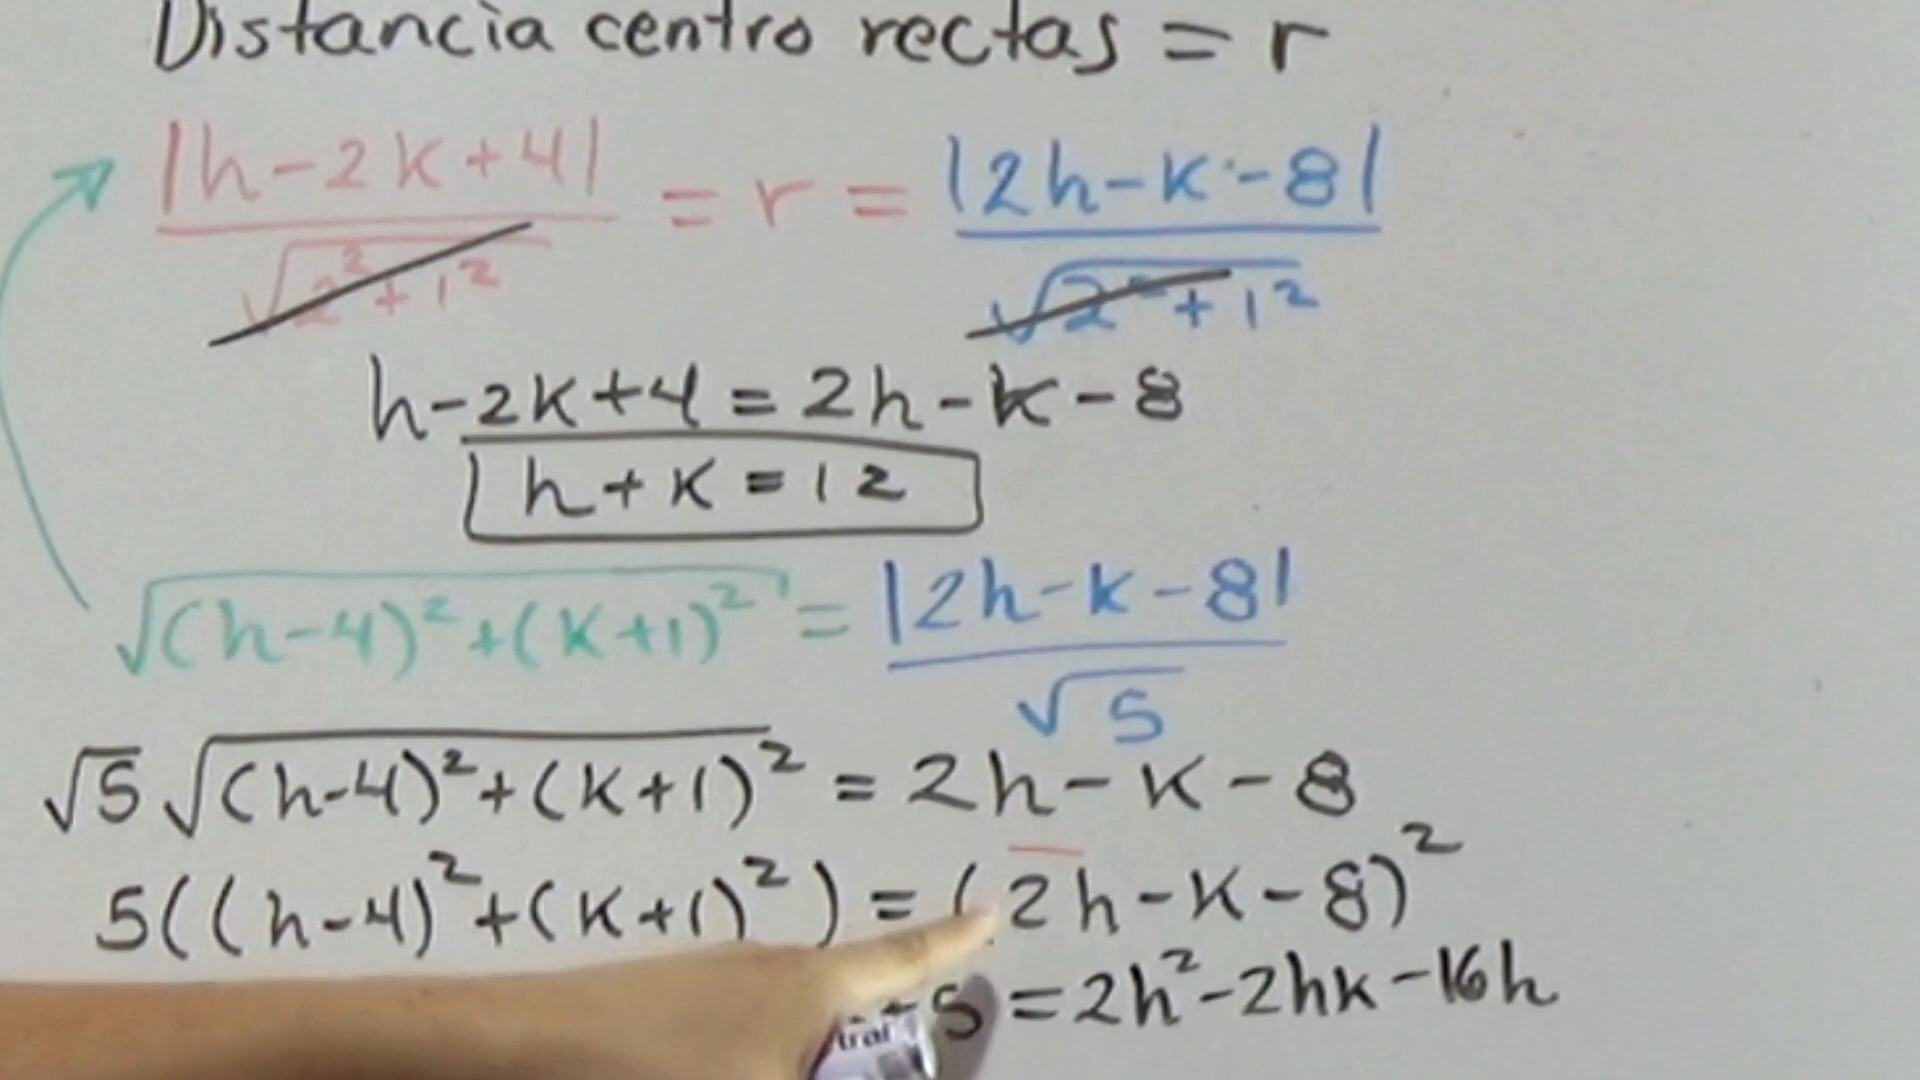 Distancia centro rectas = r
|h-2k+4| / √2²+1² = r = |2h-k-8| / √2²+1²
h-2k+4 = 2h-k-8
h+k=12
√(h-4)²+(k+1)² = |2h-k-8| / √5
√5 √(h-4)²+(k+1)² = 2h-k-8
5((h-4)²+(k+1)²) = (2h-k-8)²
5 = 2h²-2hk-16h
trol